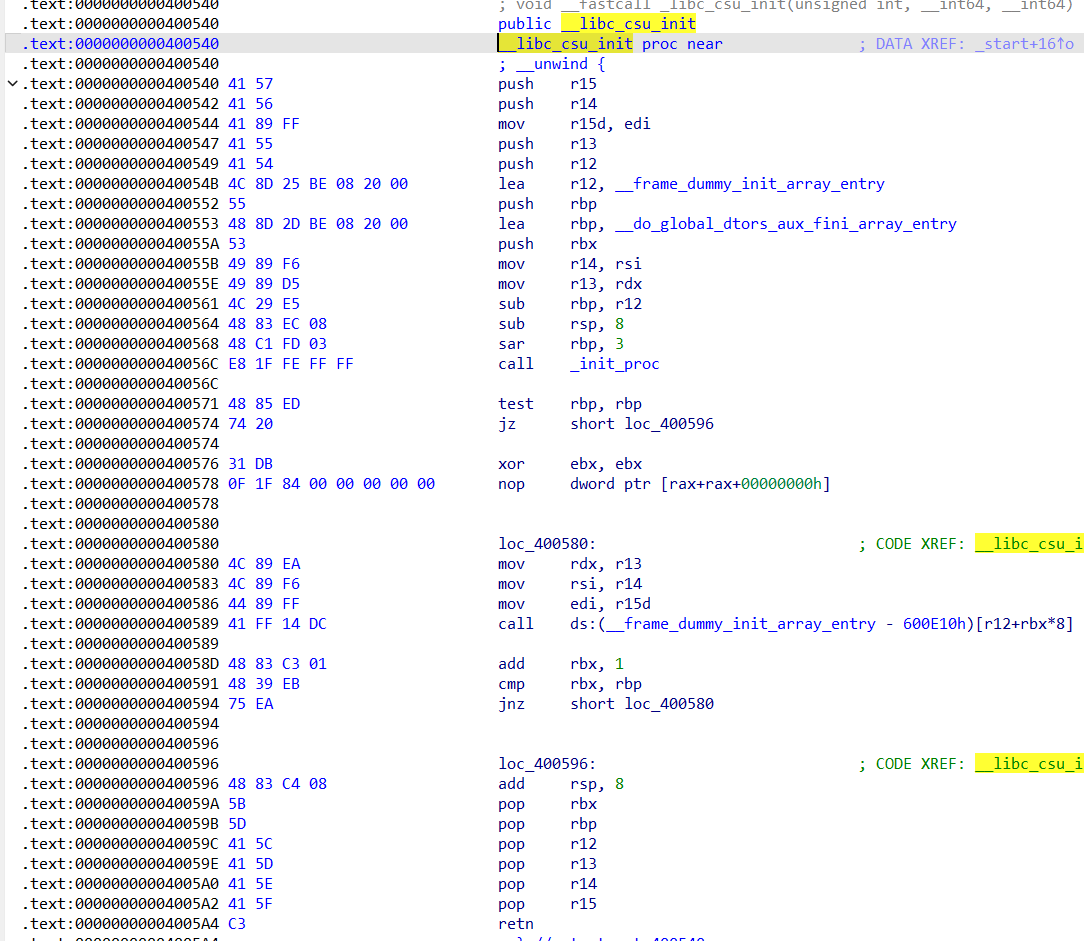 .text:0000000000400540 ; void __fastcall _libc_csu_init(unsigned int, __int64, __int64)
.text:0000000000400540 public __libc_csu_init
.text:0000000000400540 __libc_csu_init proc near ; DATA XREF: _start+16↑o
.text:0000000000400540 ; __unwind {
.text:0000000000400540 41 57 push r15
.text:0000000000400542 41 56 push r14
.text:0000000000400544 41 89 FF mov r15d, edi
.text:0000000000400547 41 55 push r13
.text:0000000000400549 41 54 push r12
.text:000000000040054B 4C 8D 25 BE 08 20 00 lea r12, __frame_dummy_init_array_entry
.text:0000000000400552 55 push rbp
.text:0000000000400553 48 8D 2D BE 08 20 00 lea rbp, __do_global_dtors_aux_fini_array_entry
.text:000000000040055A 53 push rbx
.text:000000000040055B 49 89 F6 mov r14, rsi
.text:000000000040055E 49 89 D5 mov r13, rdx
.text:0000000000400561 4C 29 E5 sub rbp, r12
.text:0000000000400564 48 83 EC 08 sub rsp, 8
.text:0000000000400568 48 C1 FD 03 sar rbp, 3
.text:000000000040056C E8 1F FE FF FF call _init_proc
.text:000000000040056C
.text:0000000000400571 48 85 ED test rbp, rbp
.text:0000000000400574 74 20 jz short loc_400596
.text:0000000000400574
.text:0000000000400576 31 DB xor ebx, ebx
.text:0000000000400578 0F 1F 84 00 00 00 00 00 nop dword ptr [rax+rax+00000000h]
.text:0000000000400578
.text:0000000000400580
.text:0000000000400580 loc_400580: ; CODE XREF: __libc_csu_i
.text:0000000000400580 4C 89 EA mov rdx, r13
.text:0000000000400583 4C 89 F6 mov rsi, r14
.text:0000000000400586 44 89 FF mov edi, r15d
.text:0000000000400589 41 FF 14 DC call ds:(__frame_dummy_init_array_entry - 600E10h)[r12+rbx*8]
.text:0000000000400589
.text:000000000040058D 48 83 C3 01 add rbx, 1
.text:0000000000400591 48 39 EB cmp rbx, rbp
.text:0000000000400594 75 EA jnz short loc_400580
.text:0000000000400594
.text:0000000000400596
.text:0000000000400596 loc_400596: ; CODE XREF: __libc_csu_i
.text:0000000000400596 48 83 C4 08 add rsp, 8
.text:000000000040059A 5B pop rbx
.text:000000000040059B 5D pop rbp
.text:000000000040059C 41 5C pop r12
.text:000000000040059E 41 5D pop r13
.text:00000000004005A0 41 5E pop r14
.text:00000000004005A2 41 5F pop r15
.text:00000000004005A4 C3 retn